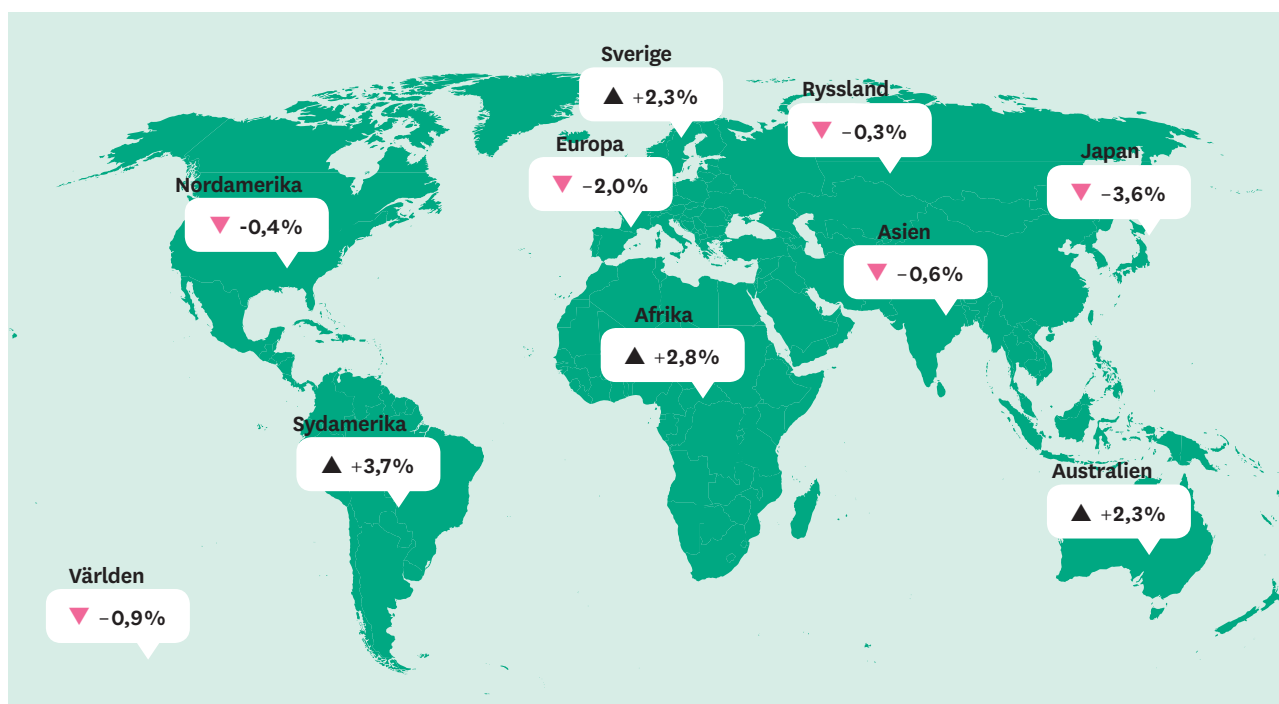 Sverige
+2,3%
Ryssland
–0,3%
Europa
–2,0%
Japan
–3,6%
Nordamerika
-0,4%
Asien
–0,6%
Afrika
+2,8%
Sydamerika
+3,7%
Australien
+2,3%
Världen
–0,9%